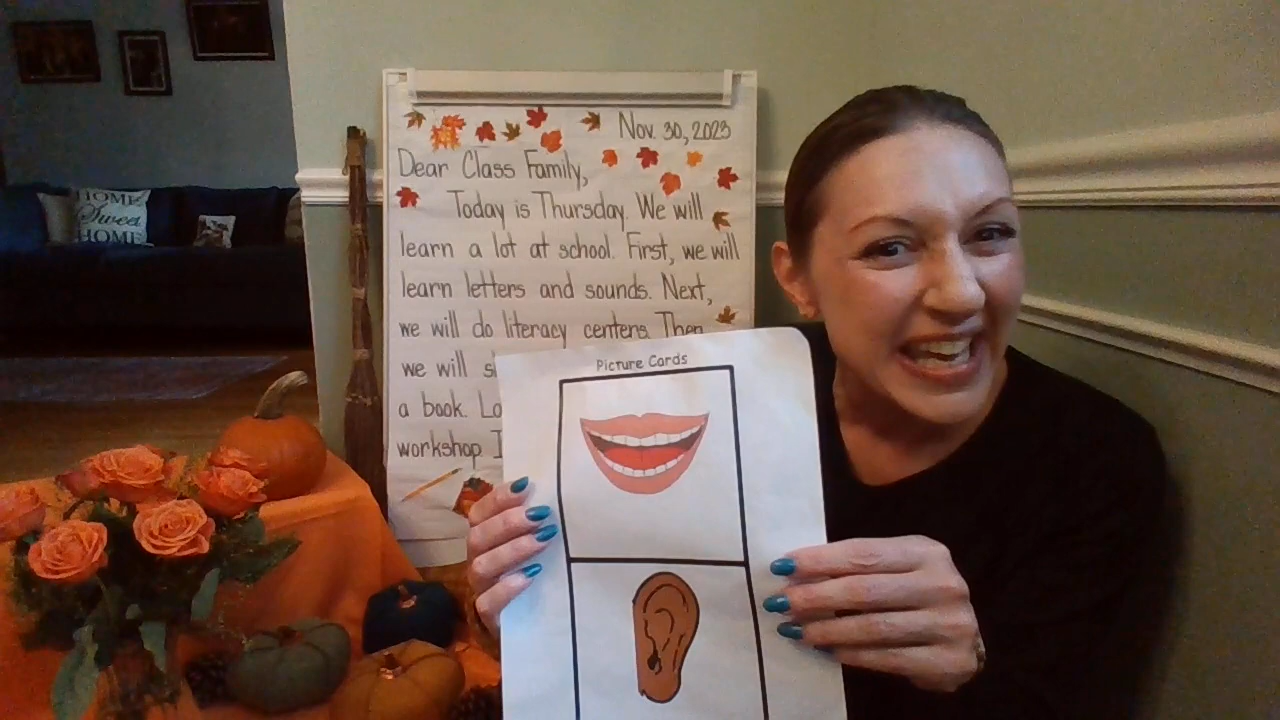 HOME
Sweet
HOME
Nov. 30, 2023
Dear Class Family,
Today is Thursday. We will
learn a lot at school. First, we will
learn letters and sounds. Next,
we will do literacy centers. Then
we will
a book.
workshop
Picture Cards